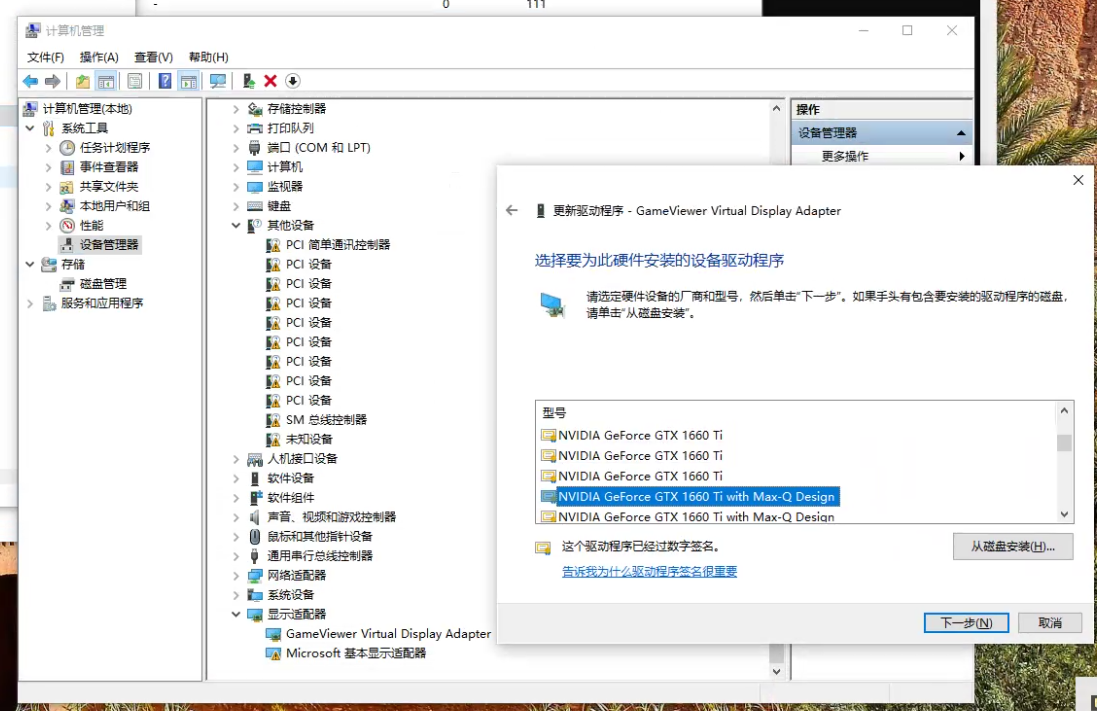 -
0
111
计算机管理
文件(F) 操作(A) 查看(V) 帮助(H)
计算机管理(本地)
系统工具
任务计划程序
事件查看器
共享文件夹
本地用户和组
性能
设备管理器
存储
磁盘管理
服务和应用程序
存储控制器
打印队列
端口 (COM 和 LPT)
计算机
监视器
键盘
其他设备
PCI 简单通讯控制器
PCI 设备
PCI 设备
PCI 设备
PCI 设备
PCI 设备
PCI 设备
PCI 设备
PCI 设备
SM 总线控制器
未知设备
人机接口设备
软件设备
软件组件
声音、视频和游戏控制器
鼠标和其他指针设备
通用串行总线控制器
网络适配器
系统设备
显示适配器
GameViewer Virtual Display Adapter
Microsoft 基本显示适配器
操作
设备管理器
更多操作
更新驱动程序 - GameViewer Virtual Display Adapter
选择要为此硬件安装的设备驱动程序
请选定硬件设备的厂商和型号，然后单击"下一步"。如果手头有包含要安装的驱动程序的磁盘，
请单击"从磁盘安装"。
型号
NVIDIA GeForce GTX 1660 Ti
NVIDIA GeForce GTX 1660 Ti
NVIDIA GeForce GTX 1660 Ti
NVIDIA GeForce GTX 1660 Ti with Max-Q Design
NVIDIA GeForce GTX 1660 Ti with Max-Q Design
这个驱动程序已经过数字签名。
告诉我为什么驱动程序签名很重要
从磁盘安装(H)...
下一步(N)
取消